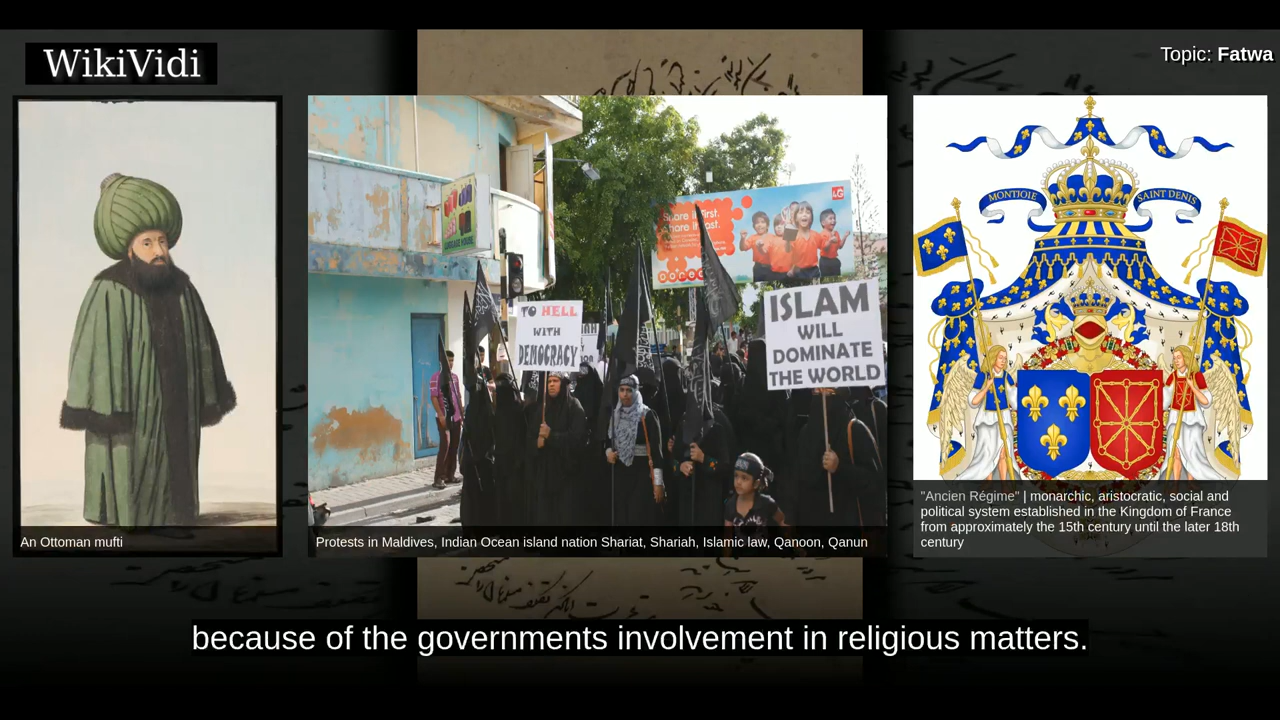 WikiVidi
Topic: Fatwa
MONTJOIE
SAINT DENIS
TO HELL
WITH
DEMOCRACY
ISLAM
WILL
DOMINATE
THE WORLD
An Ottoman mufti
Protests in Maldives, Indian Ocean island nation Shariat, Shariah, Islamic law, Qanoon, Qanun
"Ancien Régime" | monarchic, aristocratic, social and
political system established in the Kingdom of France
from approximately the 15th century until the later 18th
century
because of the governments involvement in religious matters.